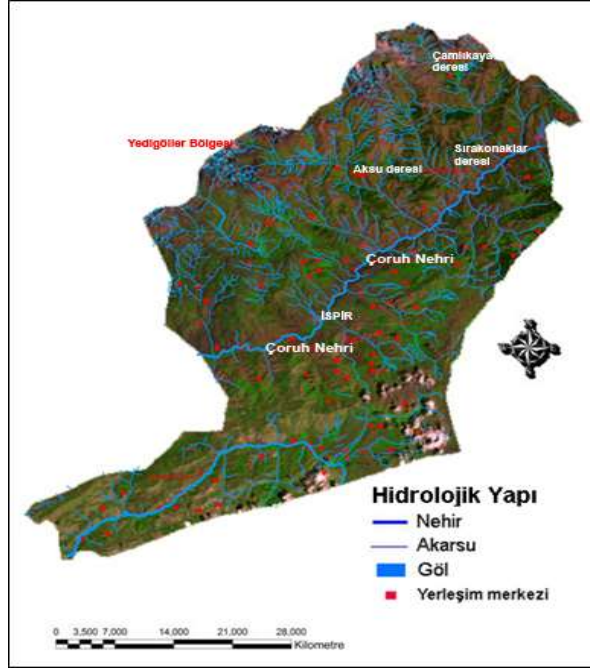 Çamlıkaya
deresi
Yedigöller Bölgesi
Sırakonaklar
deresi
Aksu deresi
Çoruh Nehri
İSPİR
Çoruh Nehri
Hidrolojik Yapı
Nehir
Akarsu
Göl
Yerleşim merkezi
0 3,500 7,000 14,000 21,000 28,000
Kilometre